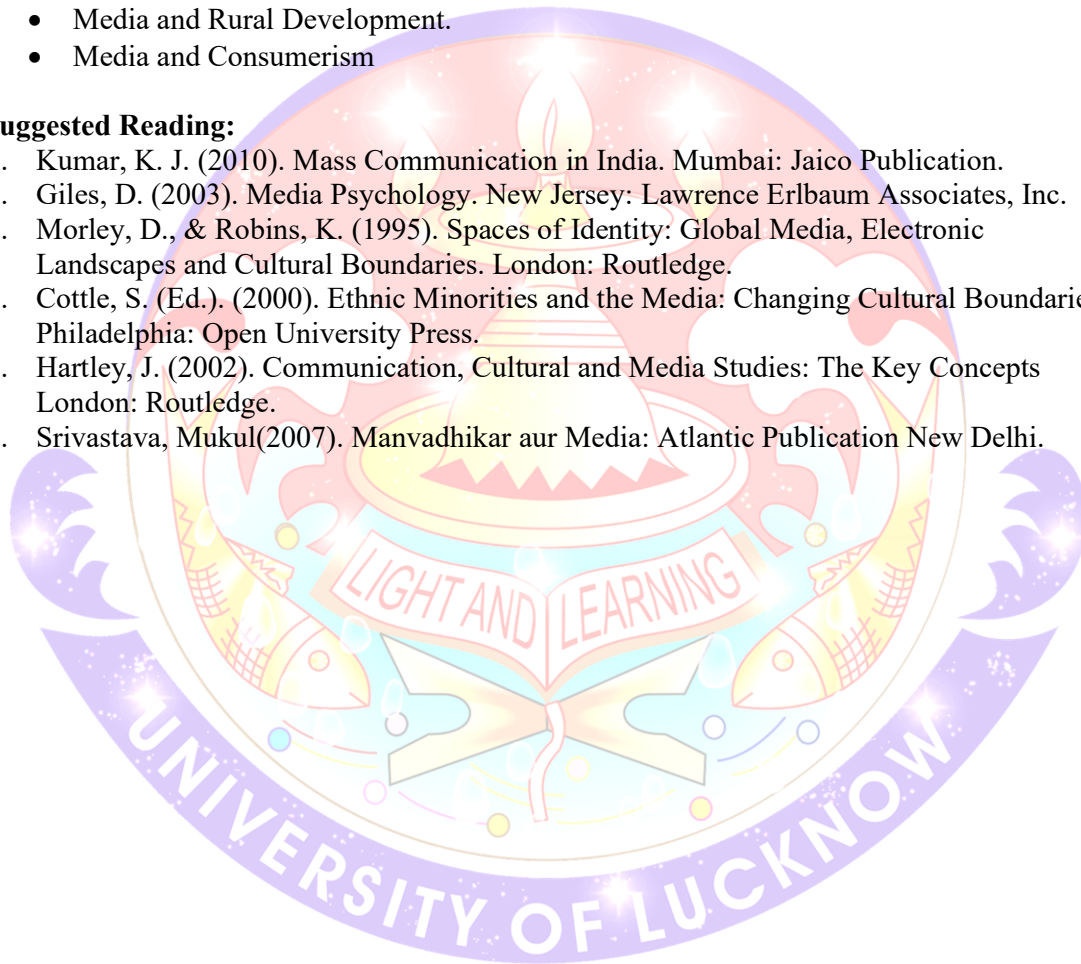 • Media and Rural Development.
• Media and Consumerism
uggested Reading:
. Kumar, K. J. (2010). Mass Communication in India. Mumbai: Jaico Publication.
. Giles, D. (2003). Media Psychology. New Jersey: Lawrence Erlbaum Associates, Inc.
. Morley, D., & Robins, K. (1995). Spaces of Identity: Global Media, Electronic
Landscapes and Cultural Boundaries. London: Routledge.
. Cottle, S. (Ed.). (2000). Ethnic Minorities and the Media: Changing Cultural Boundarie
Philadelphia: Open University Press.
. Hartley, J. (2002). Communication, Cultural and Media Studies: The Key Concepts
London: Routledge.
. Srivastava, Mukul(2007). Manvadhikar aur Media: Atlantic Publication New Delhi.
LIGHT AND LEARNING
UNIVERSITY OF LUCKNOW